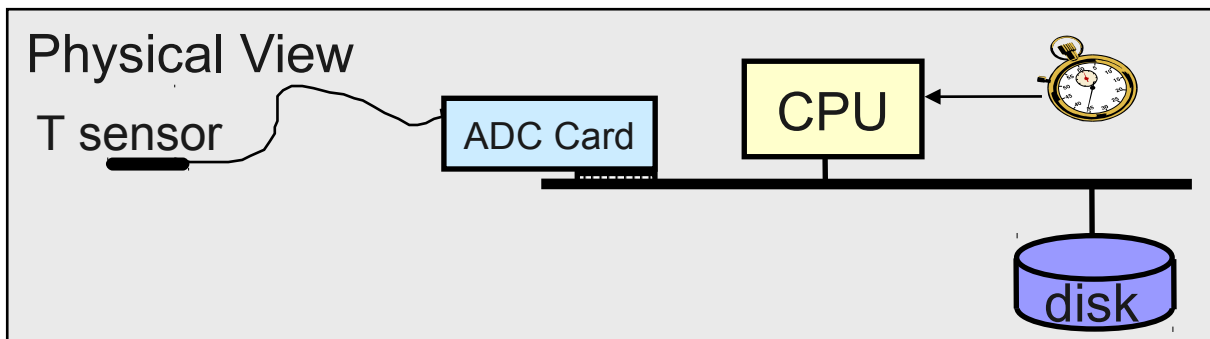 Physical View
T sensor
ADC Card
CPU
disk